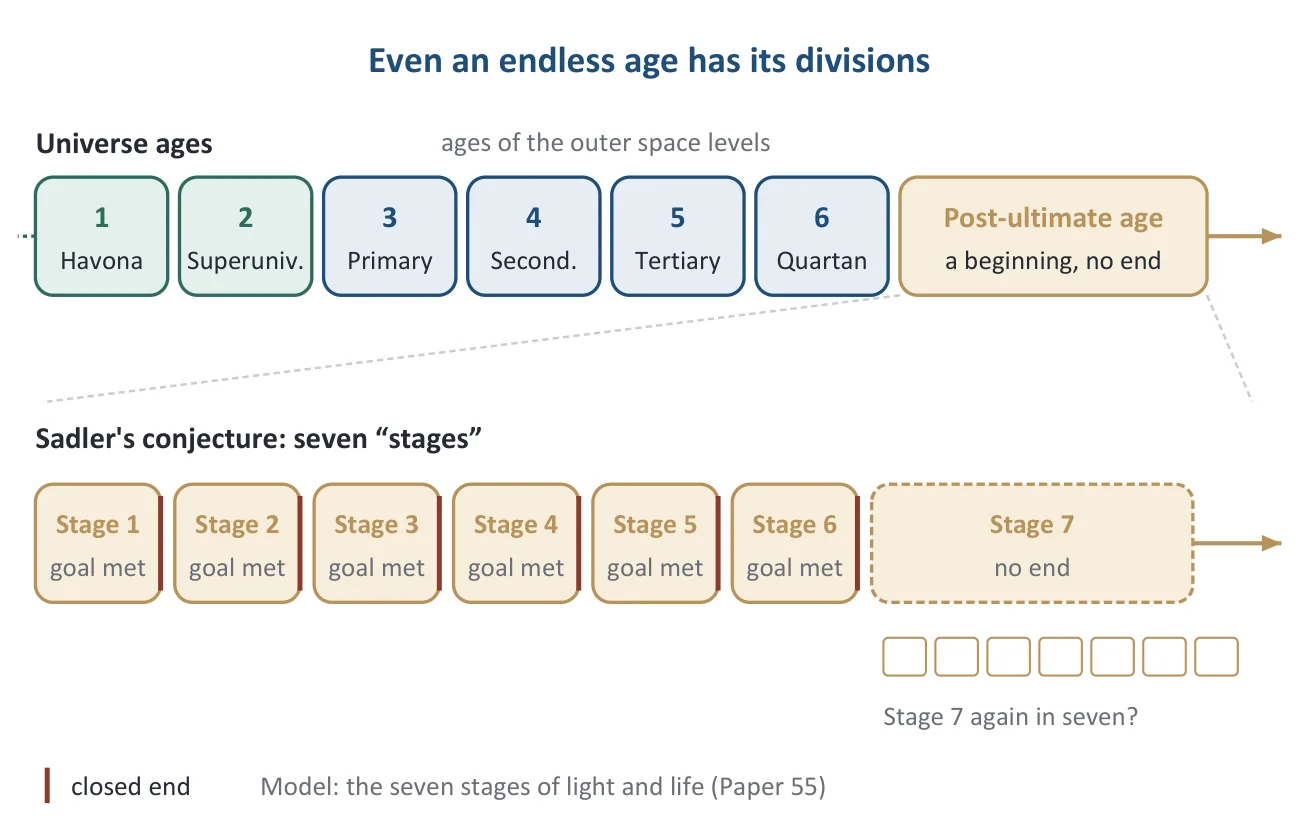 Even an endless age has its divisions
Universe ages
ages of the outer space levels
1
Havona
2
Superuniv.
3
Primary
4
Second.
5
Tertiary
6
Quartan
Post-ultimate age
a beginning, no end
Sadler's conjecture: seven “stages”
Stage 1
goal met
Stage 2
goal met
Stage 3
goal met
Stage 4
goal met
Stage 5
goal met
Stage 6
goal met
Stage 7
no end
Stage 7 again in seven?
closed end
Model: the seven stages of light and life (Paper 55)